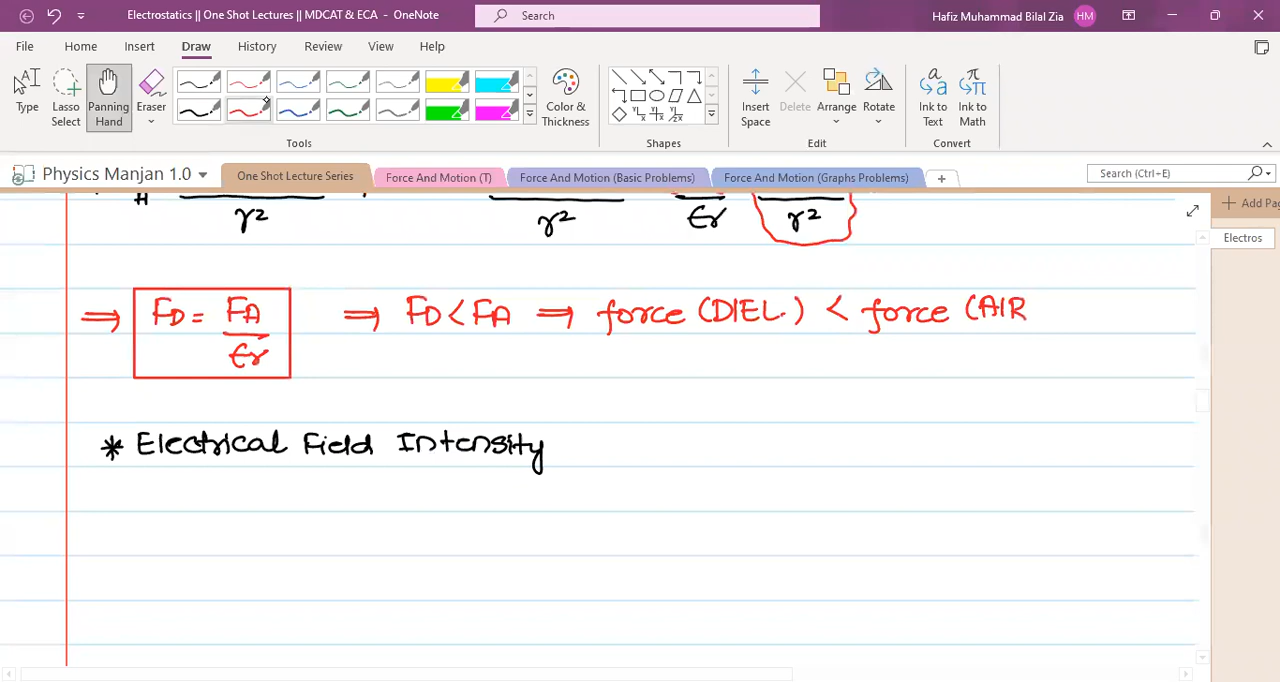 Electrostatics || One Shot Lectures || MDCAT & ECA - OneNote
Search
Hafiz Muhammad Bilal Zia
HM
File Home Insert Draw History Review View Help
Type
Lasso Select
Panning Hand
Eraser
Color & Thickness
Insert Space
Delete
Arrange
Rotate
Ink to Text
Ink to Math
Tools
Shapes
Edit
Convert
Physics Manjan 1.0
One Shot Lecture Series
Force And Motion (T)
Force And Motion (Basic Problems)
Force And Motion (Graphs Problems)
Search (Ctrl+E)
Add Pag
Electros
r² r² εr r²
⇒ FD = FA / εr ⇒ FD < FA ⇒ force (DIEL.) < force (AIR
* Electrical Field Intensity